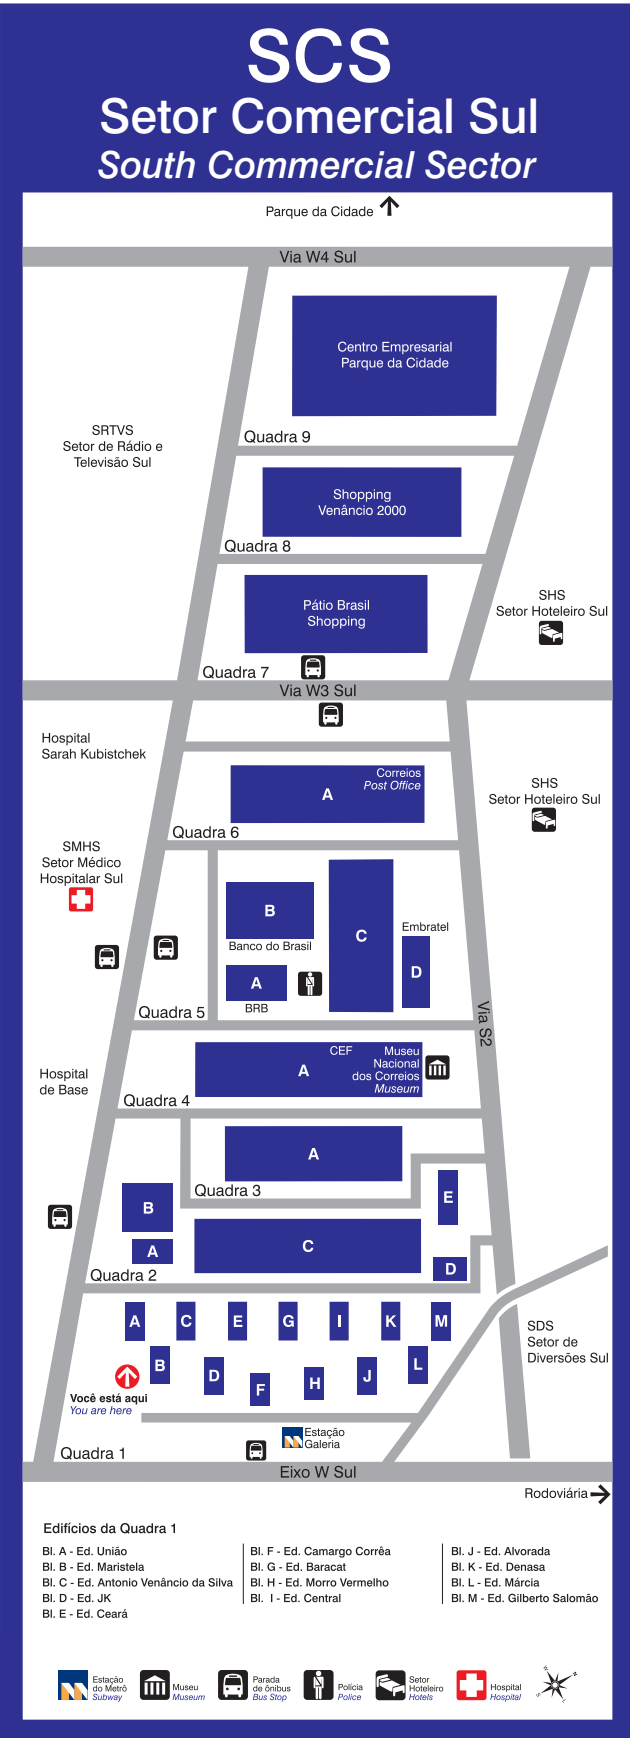 SCS
Setor Comercial Sul
South Commercial Sector
Parque da Cidade
Via W4 Sul
Centro Empresarial
Parque da Cidade
SRTVS
Setor de Rádio e
Televisão Sul
Quadra 9
Shopping
Venâncio 2000
Quadra 8
Pátio Brasil
Shopping
SHS
Setor Hoteleiro Sul
Quadra 7
Via W3 Sul
Hospital
Sarah Kubistchek
Correios
Post Office
A
SHS
Setor Hoteleiro Sul
Quadra 6
SMHS
Setor Médico
Hospitalar Sul
B
Banco do Brasil
C
Embratel
D
A
BRB
Quadra 5
Via S2
CEF
Museu
Nacional
dos Correios
Museum
A
Hospital
de Base
Quadra 4
A
Quadra 3
E
B
A
C
D
Quadra 2
A C E G I K M
B D F H J L
SDS
Setor de
Diversões Sul
Você está aqui
You are here
Estação
Galeria
Quadra 1
Eixo W Sul
Rodoviária
Edifícios da Quadra 1
Bl. A - Ed. União
Bl. B - Ed. Maristela
Bl. C - Ed. Antonio Venâncio da Silva
Bl. D - Ed. JK
Bl. E - Ed. Ceará
Bl. F - Ed. Camargo Corrêa
Bl. G - Ed. Baracat
Bl. H - Ed. Morro Vermelho
Bl. I - Ed. Central
Bl. J - Ed. Alvorada
Bl. K - Ed. Denasa
Bl. L - Ed. Márcia
Bl. M - Ed. Gilberto Salomão
Estação
do Metrô
Subway
Museu
Museum
Parada
de ônibus
Bus Stop
Polícia
Police
Setor
Hoteleiro
Hotels
Hospital
Hospital